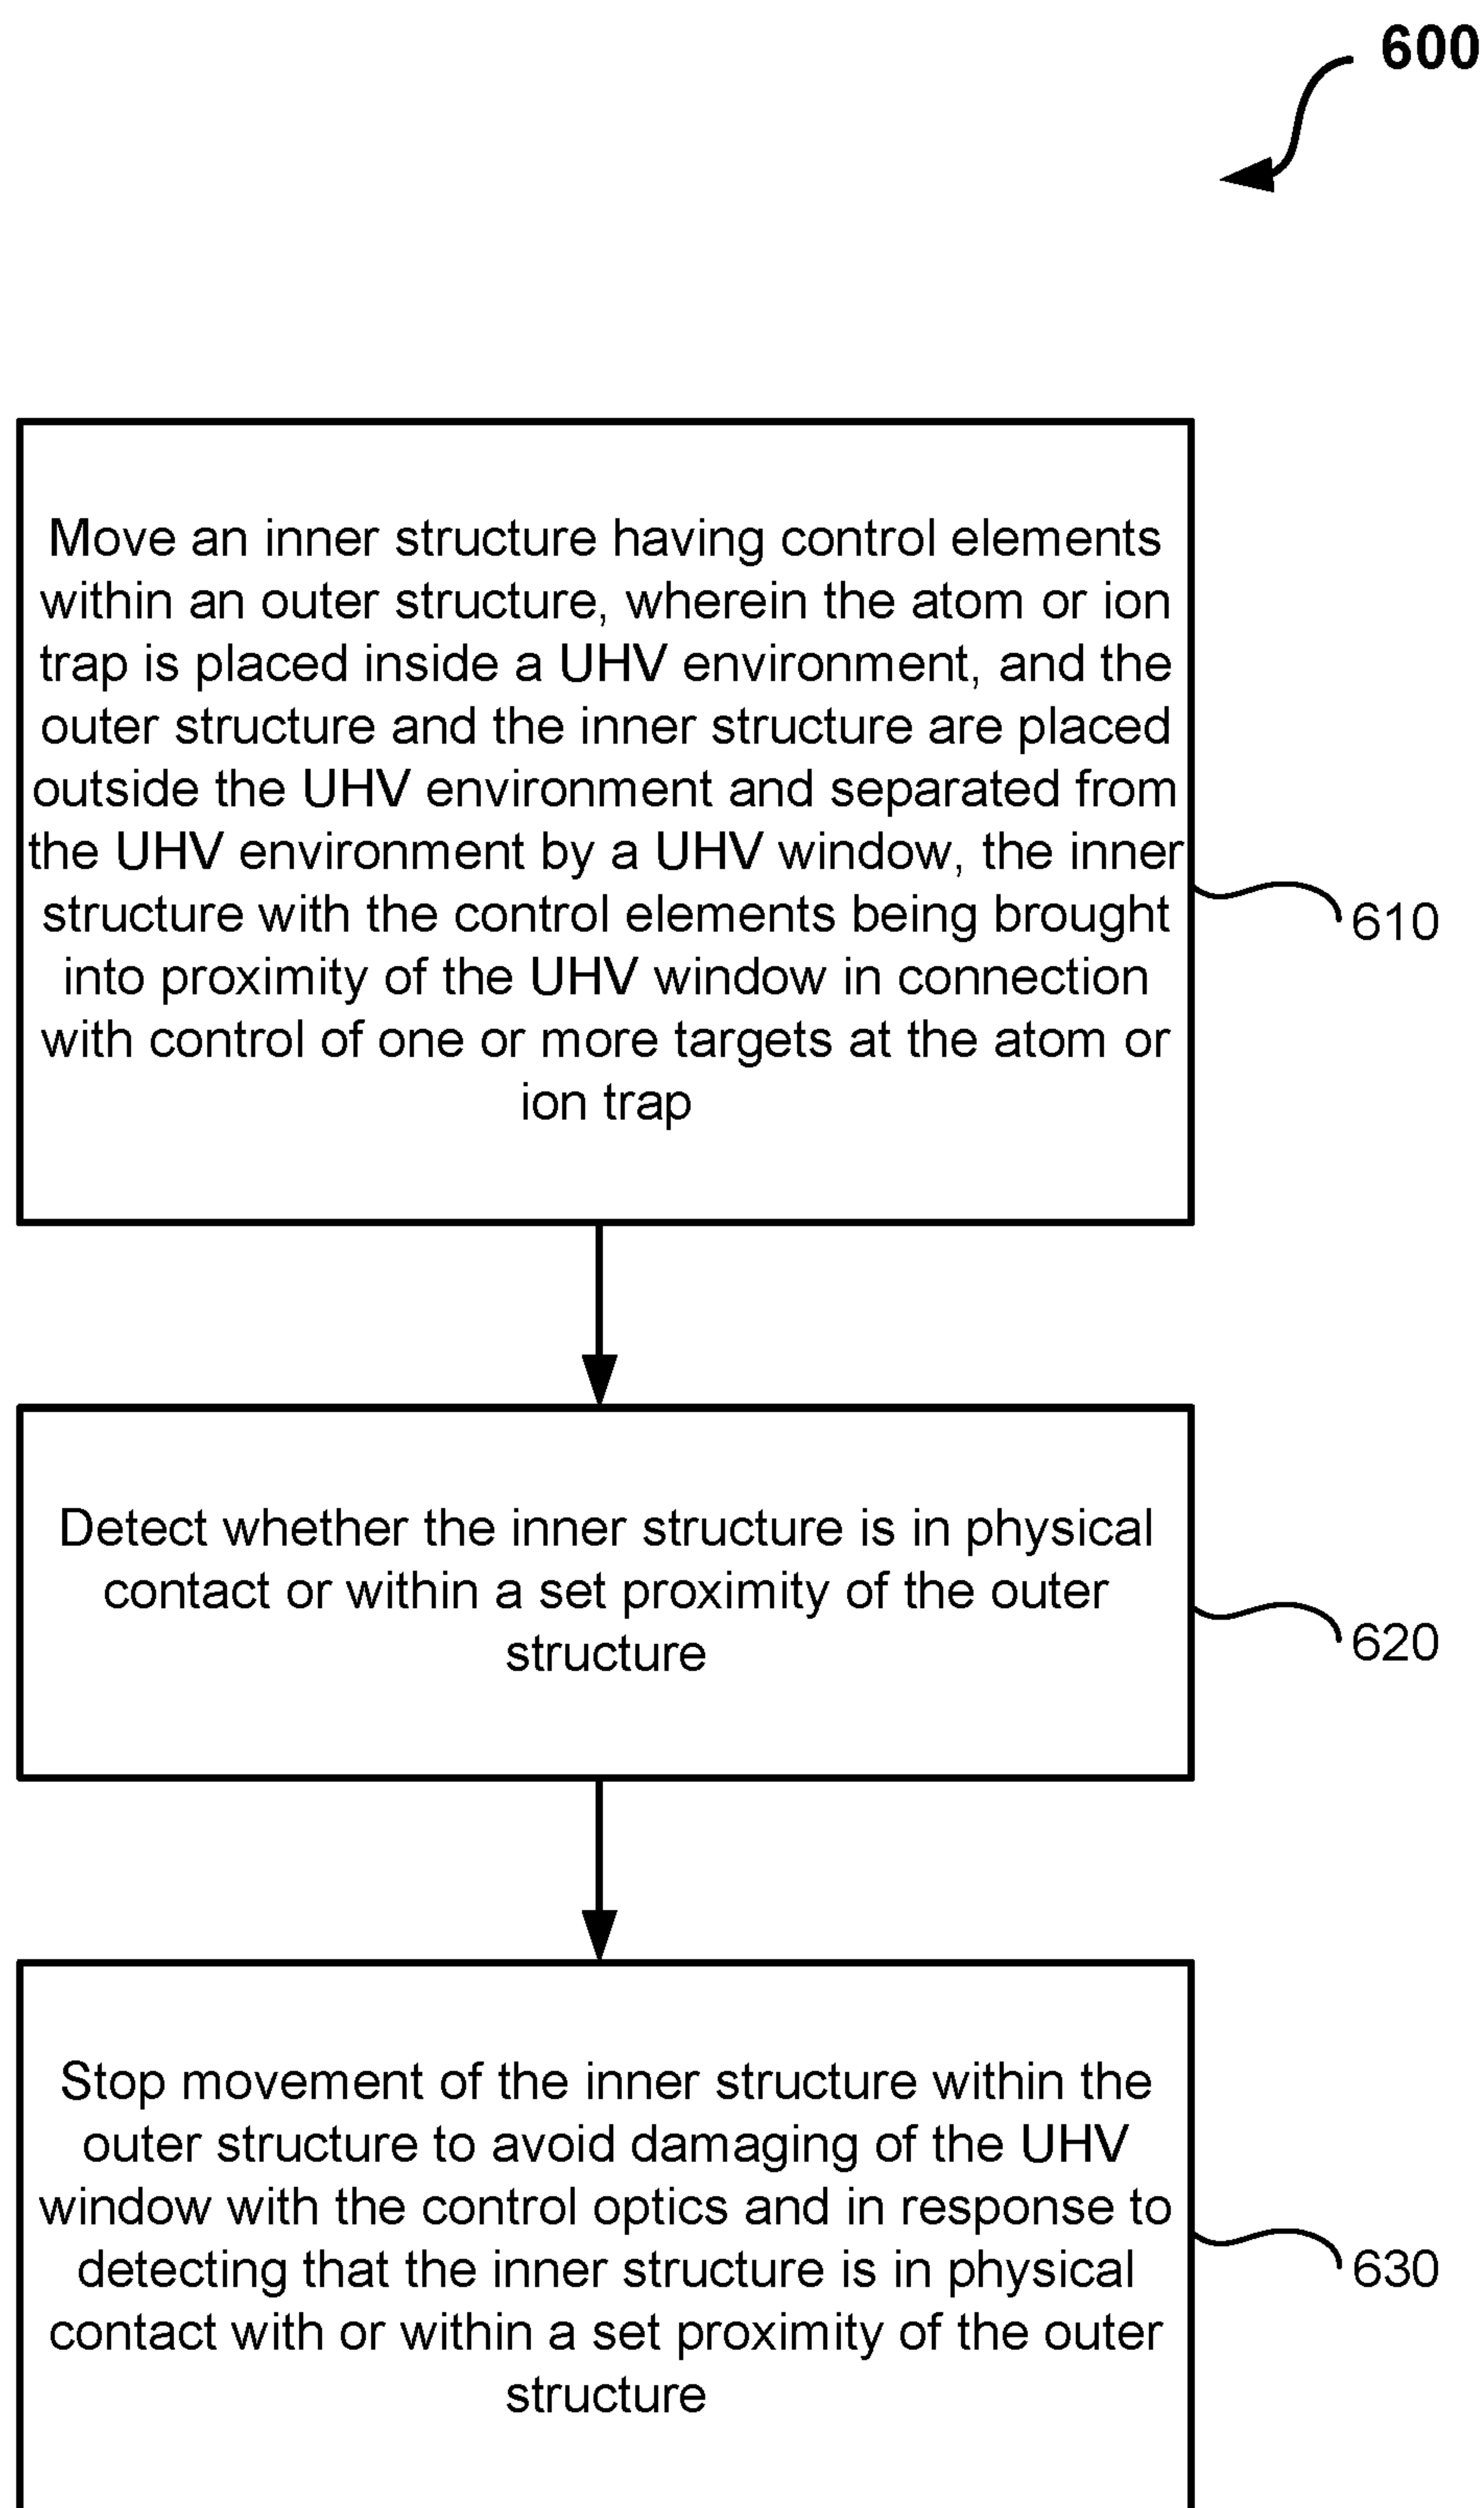 600
Move an inner structure having control elements
within an outer structure, wherein the atom or ion
trap is placed inside a UHV environment, and the
outer structure and the inner structure are placed
outside the UHV environment and separated from
the UHV environment by a UHV window, the inner
structure with the control elements being brought
into proximity of the UHV window in connection
with control of one or more targets at the atom or
ion trap
610
Detect whether the inner structure is in physical
contact or within a set proximity of the outer
structure
620
Stop movement of the inner structure within the
outer structure to avoid damaging of the UHV
window with the control optics and in response to
detecting that the inner structure is in physical
contact with or within a set proximity of the outer
structure
630